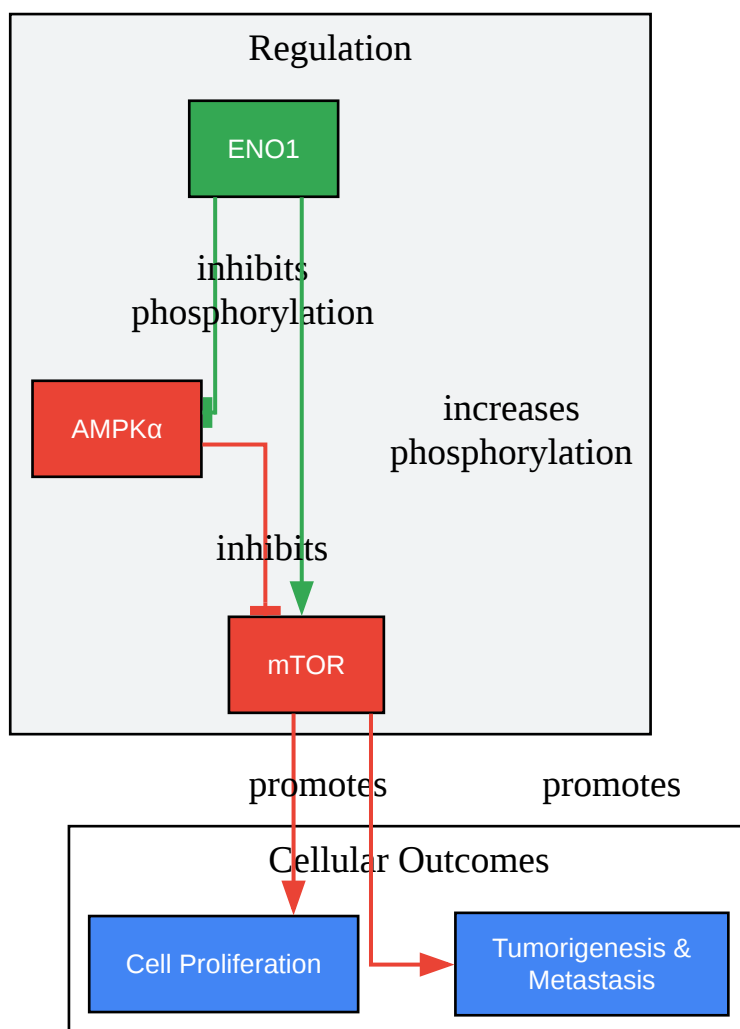 Regulation
ENO1
inhibits
phosphorylation
AMPKα
increases
phosphorylation
inhibits
mTOR
promotes
promotes
Cellular Outcomes
Cell Proliferation
Tumorigenesis &
Metastasis